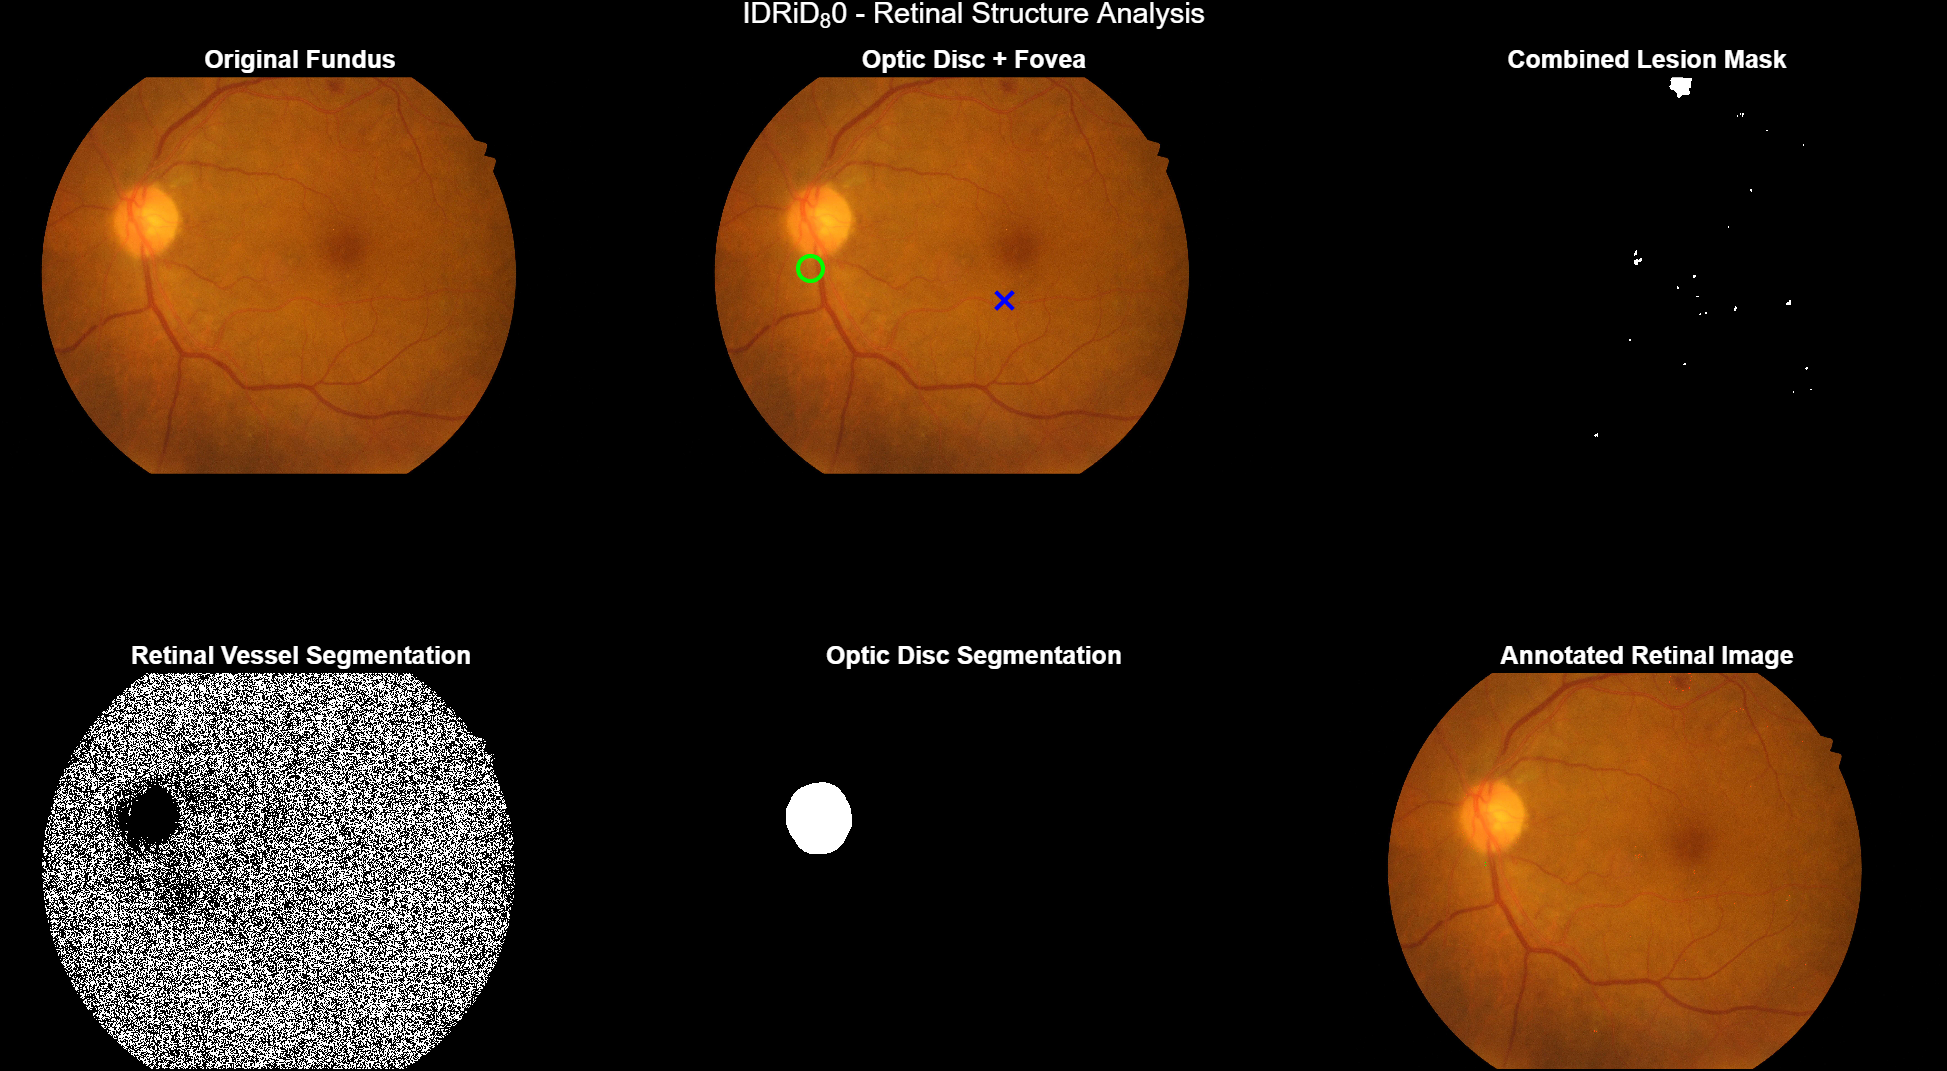 IDRiD₈0 - Retinal Structure Analysis
Original Fundus
Optic Disc + Fovea
Combined Lesion Mask
Retinal Vessel Segmentation
Optic Disc Segmentation
Annotated Retinal Image